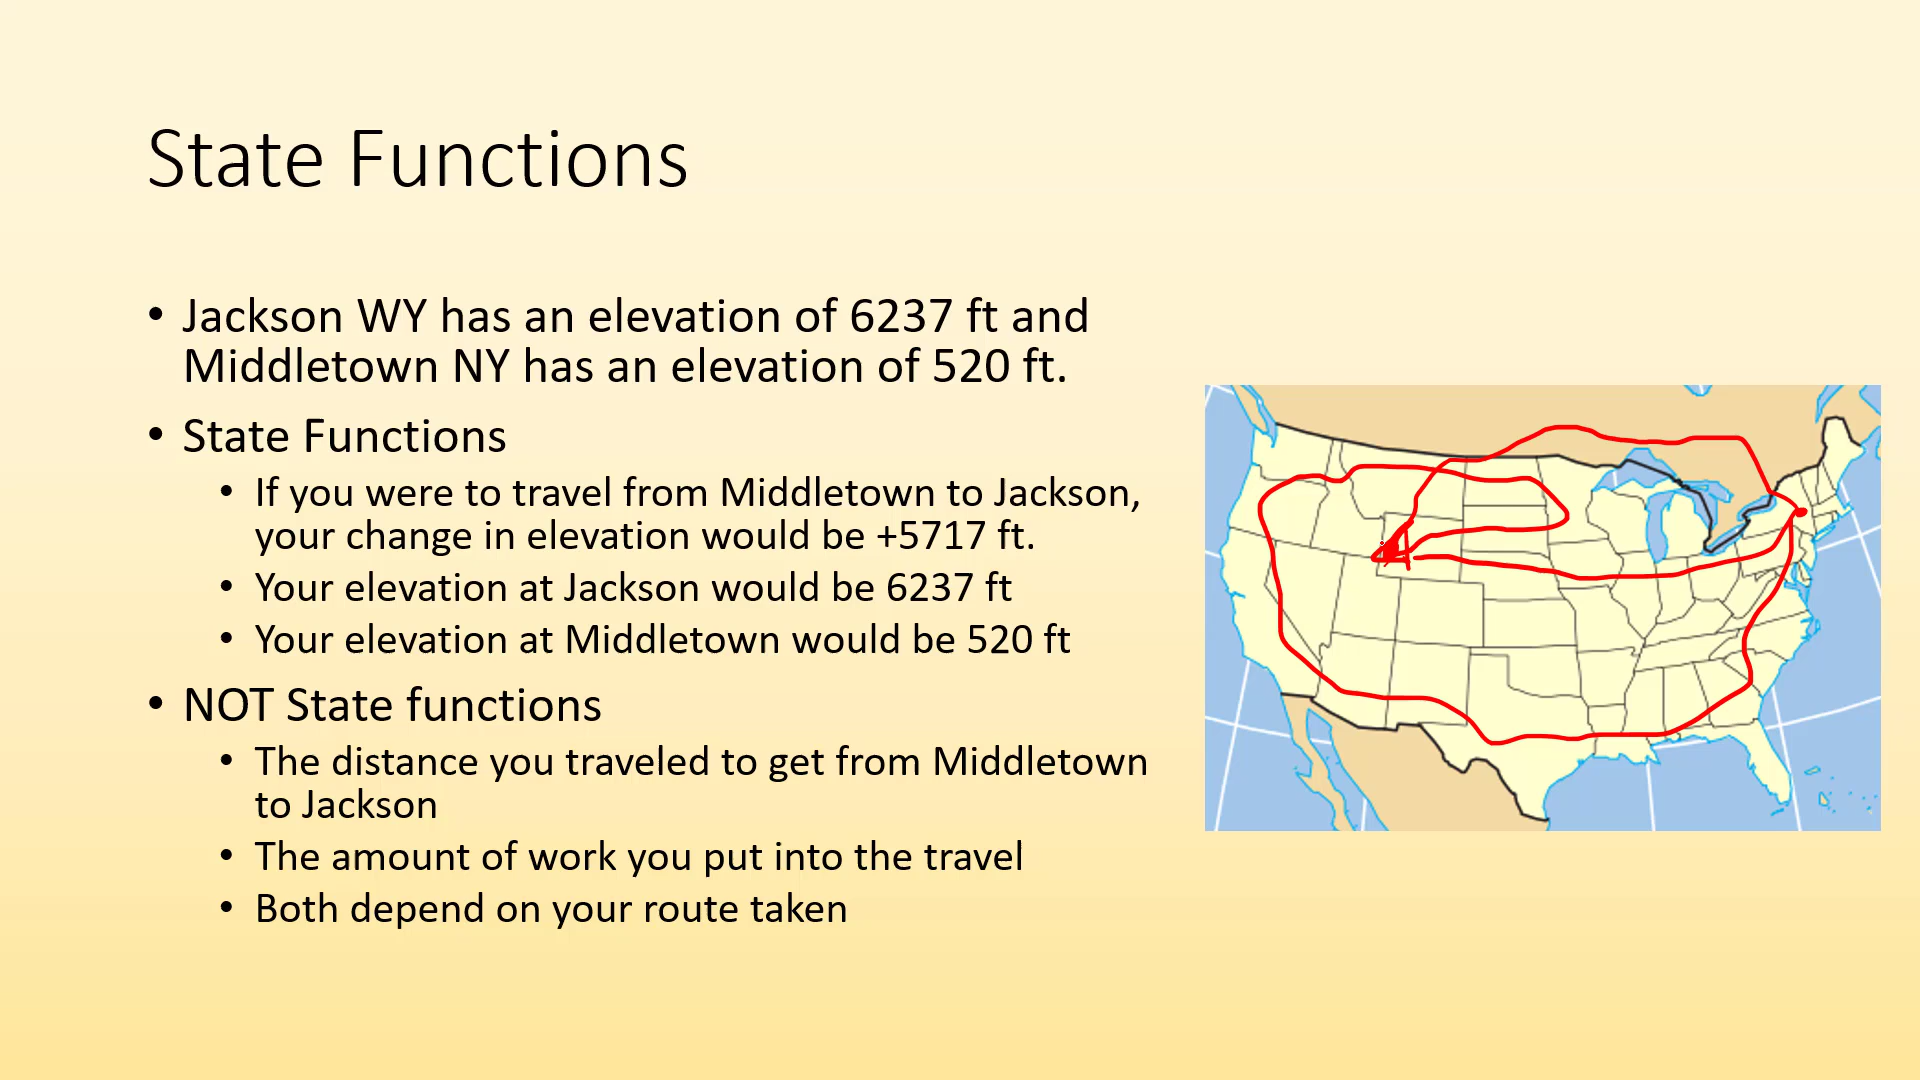 State Functions
• Jackson WY has an elevation of 6237 ft and
Middletown NY has an elevation of 520 ft.
• State Functions
• If you were to travel from Middletown to Jackson,
your change in elevation would be +5717 ft.
• Your elevation at Jackson would be 6237 ft
• Your elevation at Middletown would be 520 ft
• NOT State functions
• The distance you traveled to get from Middletown
to Jackson
• The amount of work you put into the travel
• Both depend on your route taken